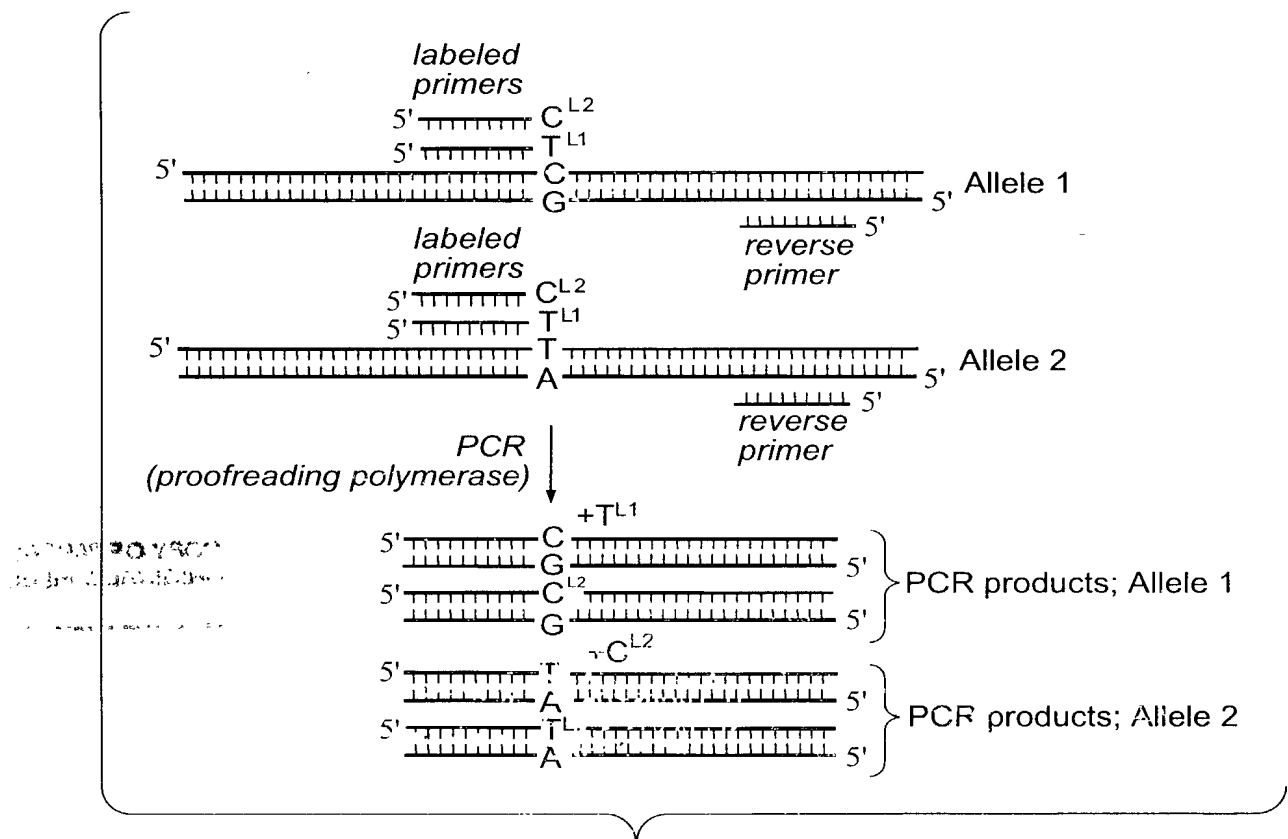 labeled
primers
5' C L2
T L1
5' C Allele 1
G 5'
5'
labeled
primers
reverse
primer
5' C L2
5' T L1
5' T Allele 2
A 5'
5'
reverse
primer
PCR
(proofreading polymerase)
+T L1
5' C
G 5'
5' C L2
G 5'
PCR products; Allele 1
+C L2
5' T
A 5'
5' T L
A 5'
PCR products; Allele 2